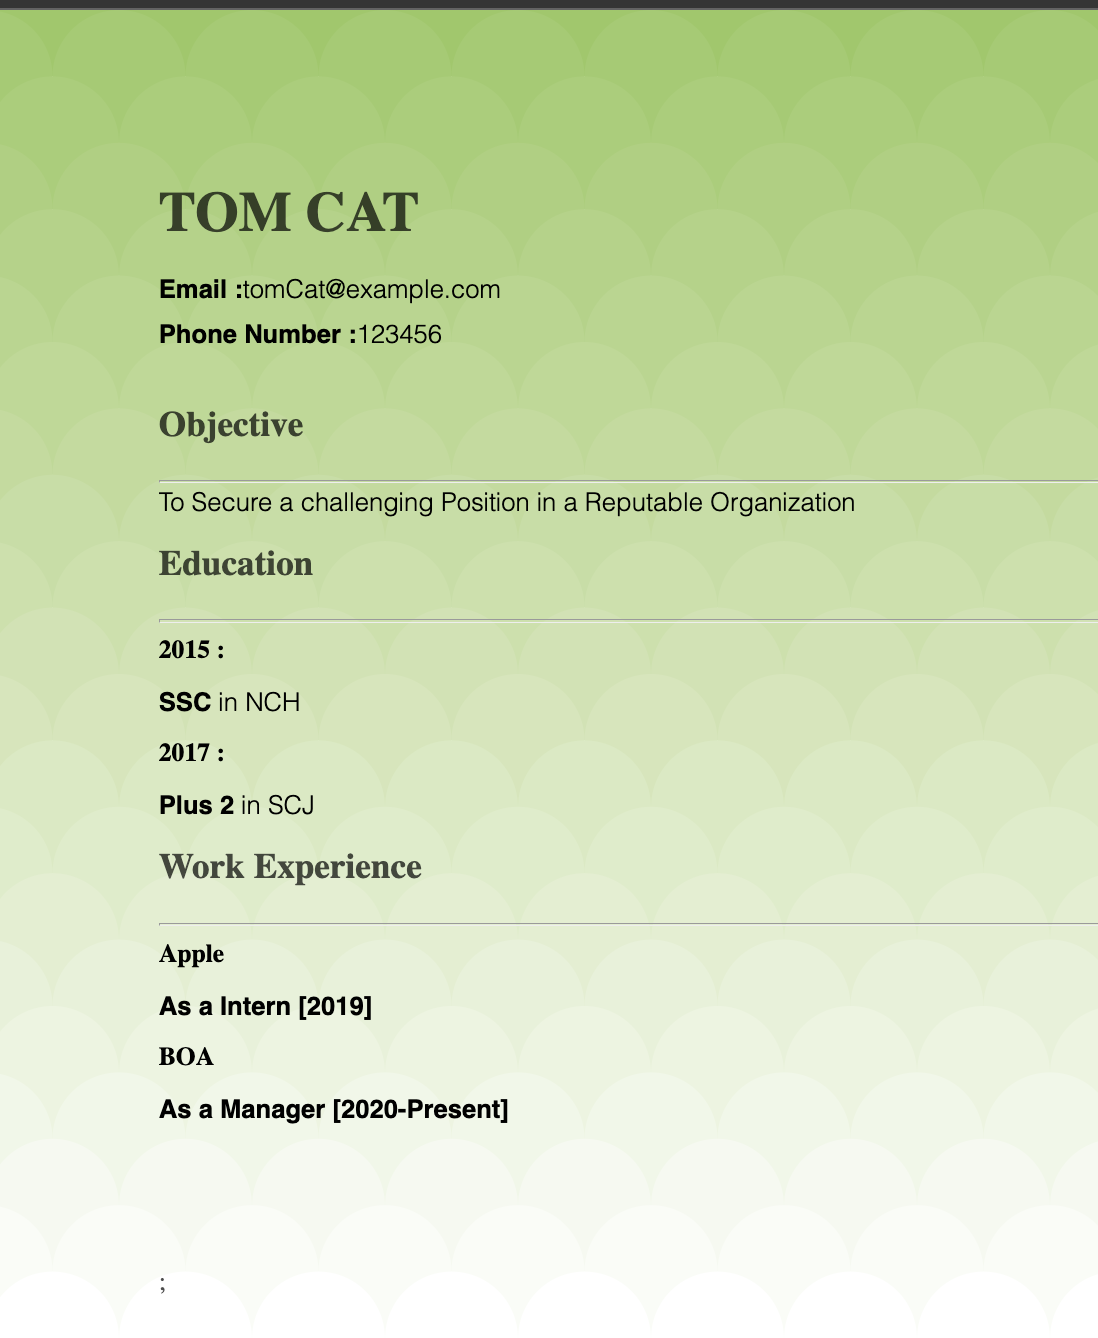 TOM CAT
Email :tomCat@example.com
Phone Number :123456
Objective
To Secure a challenging Position in a Reputable Organization
Education
2015 :
SSC in NCH
2017 :
Plus 2 in SCJ
Work Experience
Apple
As a Intern [2019]
BOA
As a Manager [2020-Present]
;